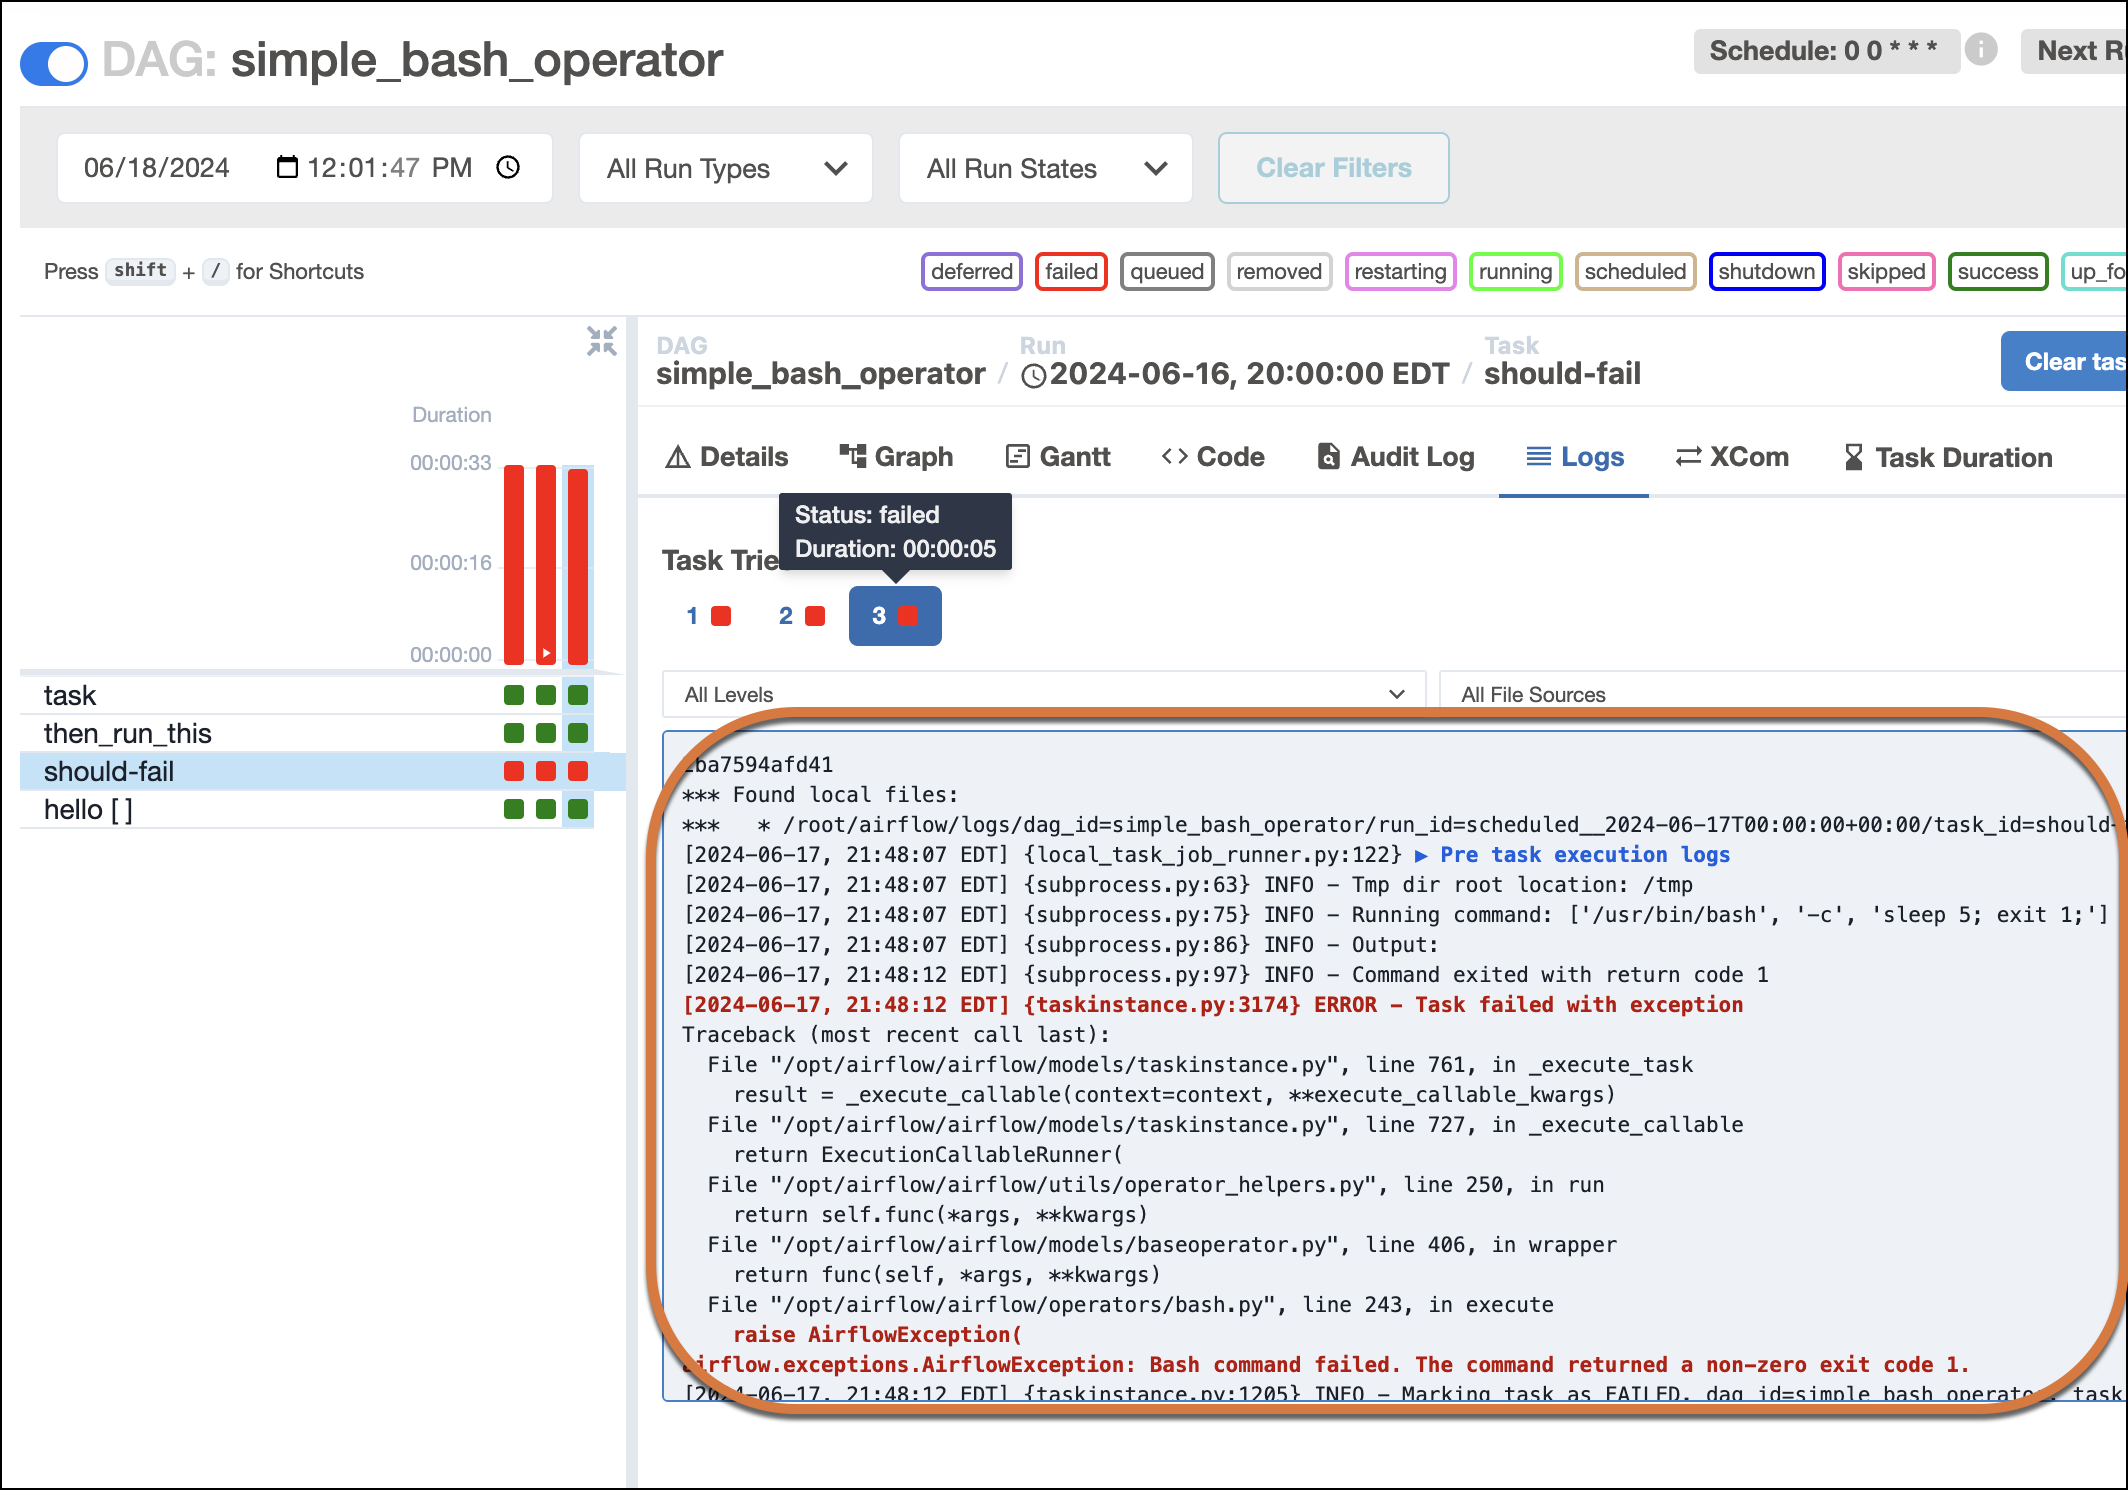 DAG: simple_bash_operator
Schedule: 0 0 * * *
Next R
06/18/2024 12:01:47 PM
All Run Types
All Run States
Clear Filters
Press shift + / for Shortcuts
deferred failed queued removed restarting running scheduled shutdown skipped success up_fo
DAG
simple_bash_operator
/
Run
2024-06-16, 20:00:00 EDT
/
Task
should-fail
Clear tas
Duration
00:00:33
00:00:16
00:00:00
task
then_run_this
should-fail
hello [ ]
Details
Graph
Gantt
Code
Audit Log
Logs
XCom
Task Duration
Status: failed
Duration: 00:00:05
Task Trie
1
2
3
All Levels
All File Sources
ba7594afd41
*** Found local files:
***   * /root/airflow/logs/dag_id=simple_bash_operator/run_id=scheduled__2024-06-17T00:00:00+00:00/task_id=should-
[2024-06-17, 21:48:07 EDT] {local_task_job_runner.py:122} ▶ Pre task execution logs
[2024-06-17, 21:48:07 EDT] {subprocess.py:63} INFO - Tmp dir root location: /tmp
[2024-06-17, 21:48:07 EDT] {subprocess.py:75} INFO - Running command: ['/usr/bin/bash', '-c', 'sleep 5; exit 1;']
[2024-06-17, 21:48:07 EDT] {subprocess.py:86} INFO - Output:
[2024-06-17, 21:48:12 EDT] {subprocess.py:97} INFO - Command exited with return code 1
[2024-06-17, 21:48:12 EDT] {taskinstance.py:3174} ERROR - Task failed with exception
Traceback (most recent call last):
  File "/opt/airflow/airflow/models/taskinstance.py", line 761, in _execute_task
    result = _execute_callable(context=context, **execute_callable_kwargs)
  File "/opt/airflow/airflow/models/taskinstance.py", line 727, in _execute_callable
    return ExecutionCallableRunner(
  File "/opt/airflow/airflow/utils/operator_helpers.py", line 250, in run
    return self.func(*args, **kwargs)
  File "/opt/airflow/airflow/models/baseoperator.py", line 406, in wrapper
    return func(self, *args, **kwargs)
  File "/opt/airflow/airflow/operators/bash.py", line 243, in execute
    raise AirflowException(
airflow.exceptions.AirflowException: Bash command failed. The command returned a non-zero exit code 1.
[2024-06-17, 21:48:12 EDT] {taskinstance.py:1205} INFO - Marking task as FAILED. dag_id=simple_bash_operator, task